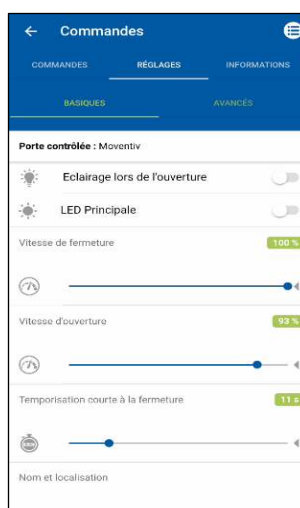 Commandes
COMMANDES RÉGLAGES INFORMATIONS
BASIQUES AVANCÉS
Porte contrôlée : Moventiv
Eclairage lors de l'ouverture
LED Principale
Vitesse de fermeture 100 %
Vitesse d'ouverture 93 %
Temporisation courte à la fermeture 11 s
Nom et localisation